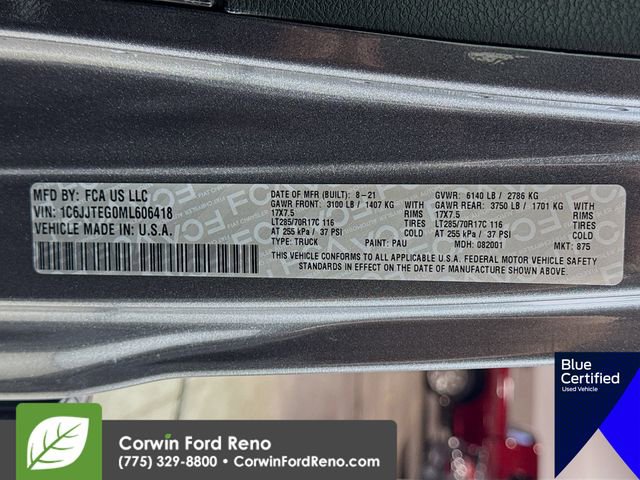 MFD BY: FCA US LLC
VIN: 1C6JJTEG0ML606418
VEHICLE MADE IN: U.S.A.
DATE OF MFR (BUILT): 8-21 GVWR: 6140 LB / 2786 KG
GAWR FRONT: 3100 LB / 1407 KG WITH GAWR REAR: 3750 LB / 1701 KG WITH
17X7.5 RIMS 17X7.5 RIMS
LT285/70R17C 116 TIRES LT285/70R17C 116 TIRES
AT 255 kPa / 37 PSI COLD AT 255 kPa / 37 PSI COLD
TYPE: TRUCK PAINT: PAU MDH: 082001 MKT: 875
THIS VEHICLE CONFORMS TO ALL APPLICABLE U.S.A. FEDERAL MOTOR VEHICLE SAFETY
STANDARDS IN EFFECT ON THE DATE OF MANUFACTURE SHOWN ABOVE.
Blue
Certified
Used Vehicle
Corwin Ford Reno
(775) 329-8800 • CorwinFordReno.com